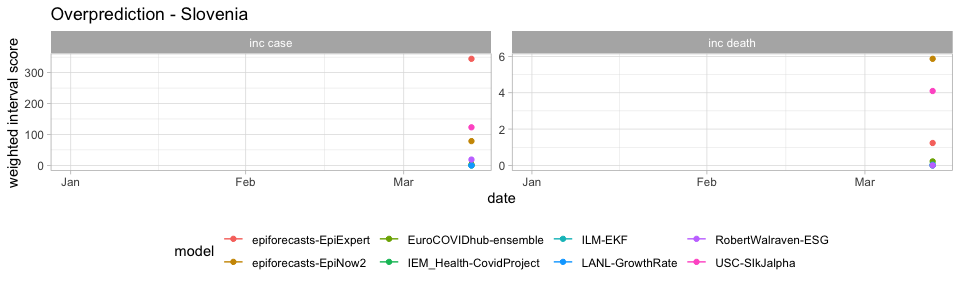 Overprediction - Slovenia
inc case
inc death
weighted interval score
300
200
100
0
6
4
2
0
Jan
Feb
Mar
Jan
Feb
Mar
date
model
epiforecasts-EpiExpert
EuroCOVIDhub-ensemble
ILM-EKF
RobertWalraven-ESG
epiforecasts-EpiNow2
IEM_Health-CovidProject
LANL-GrowthRate
USC-SIkJalpha